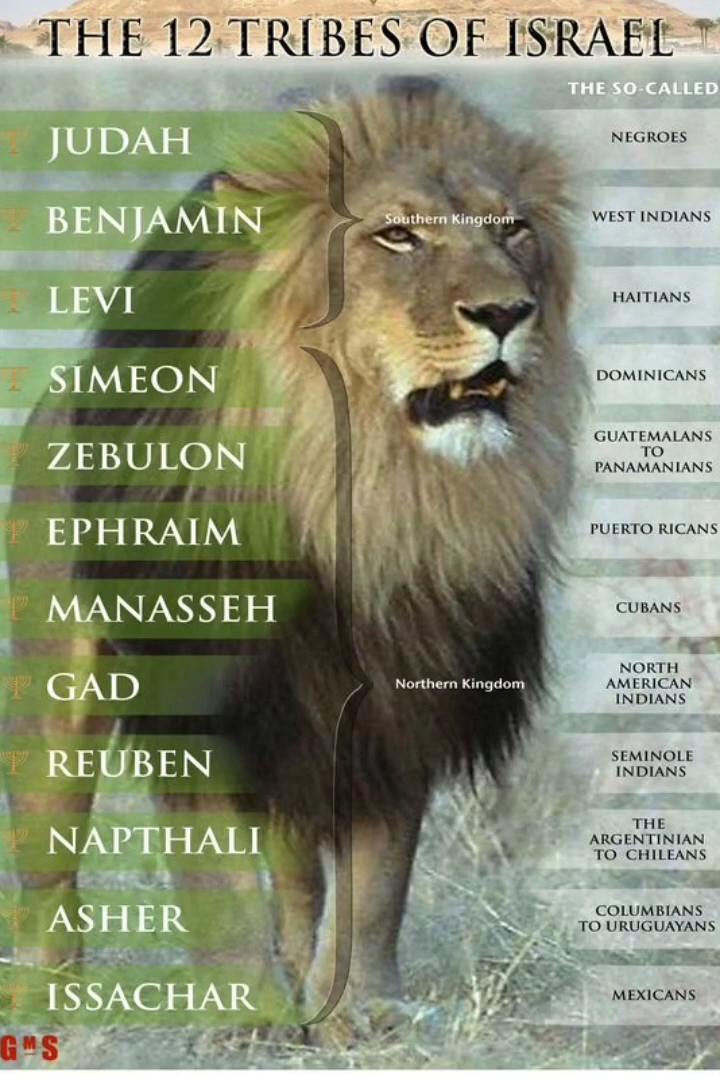 THE 12 TRIBES OF ISRAEL
THE SO-CALLED
JUDAH
NEGROES
BENJAMIN
Southern Kingdom
WEST INDIANS
LEVI
HAITIANS
SIMEON
DOMINICANS
ZEBULON
GUATEMALANS
TO
PANAMANIANS
EPHRAIM
PUERTO RICANS
MANASSEH
CUBANS
GAD
Northern Kingdom
NORTH
AMERICAN
INDIANS
REUBEN
SEMINOLE
INDIANS
NAPTHALI
THE
ARGENTINIAN
TO CHILEANS
ASHER
COLUMBIANS
TO URUGUAYANS
ISSACHAR
MEXICANS
GMS